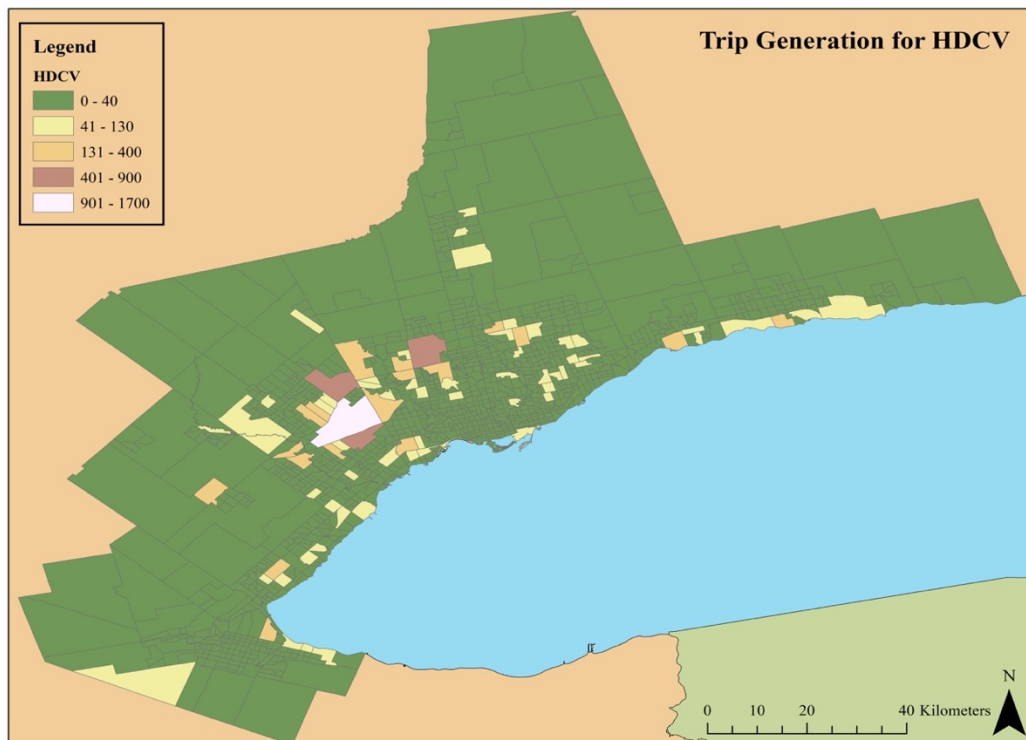 Trip Generation for HDCV
Legend
HDCV
0 - 40
41 - 130
131 - 400
401 - 900
901 - 1700
N
0 10 20 40 Kilometers